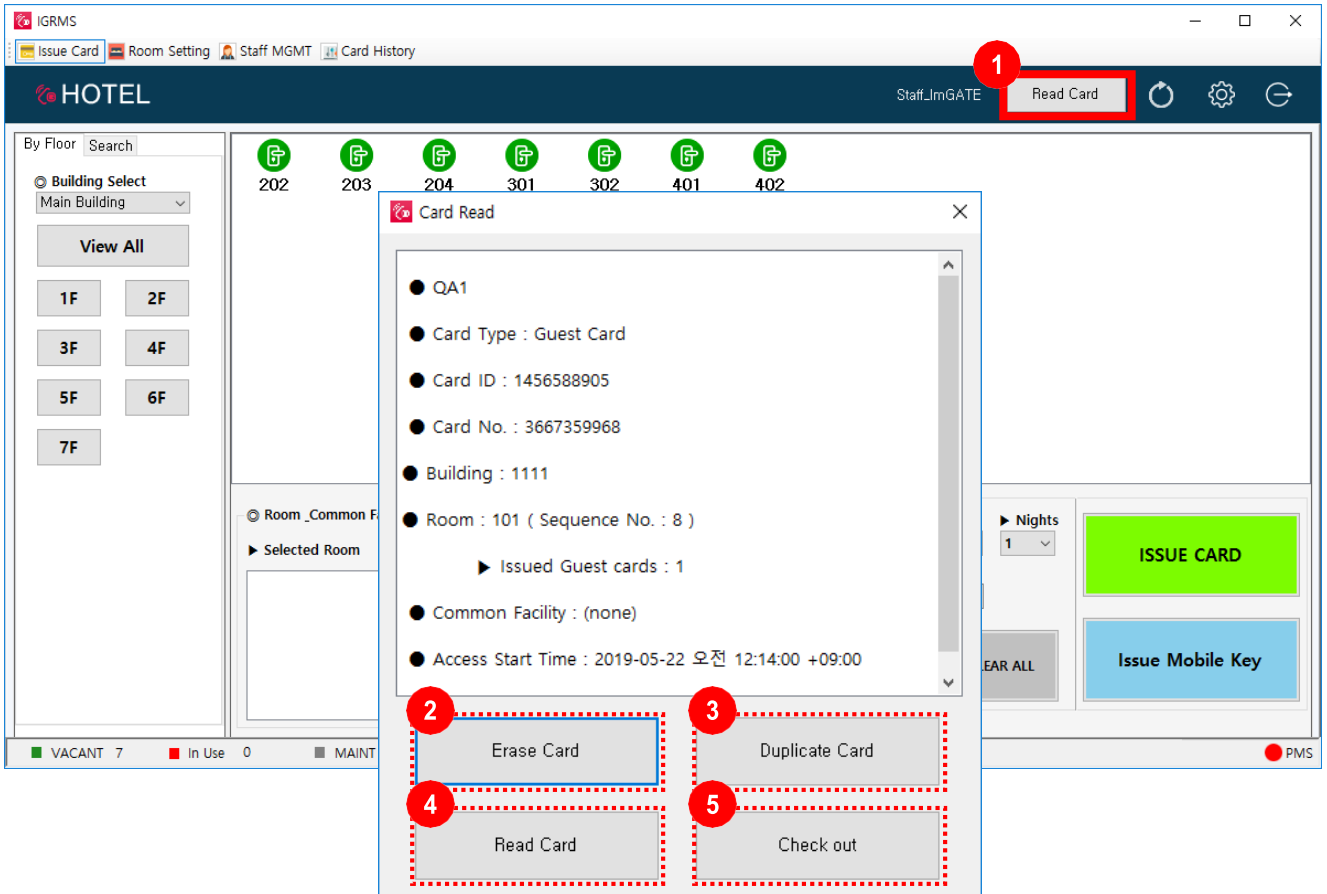 IGRMS
Issue Card Room Setting Staff MGMT Card History
HOTEL
Staff_ImGATE
1
Read Card
By Floor Search
◎ Building Select
Main Building
View All
1F 2F
3F 4F
5F 6F
7F
202 203 204 301 302 401 402
Card Read
● QA1
● Card Type : Guest Card
● Card ID : 1456588905
● Card No. : 3667359968
● Building : 1111
● Room : 101 ( Sequence No. : 8 )
▶ Issued Guest cards : 1
● Common Facility : (none)
● Access Start Time : 2019-05-22 오전 12:14:00 +09:00
2
Erase Card
3
Duplicate Card
4
Read Card
5
Check out
◎ Room _Common
▶ Selected Room
▶ Nights
1
ALL
ISSUE CARD
Issue Mobile Key
VACANT 7 In Use 0 MAINT
PMS